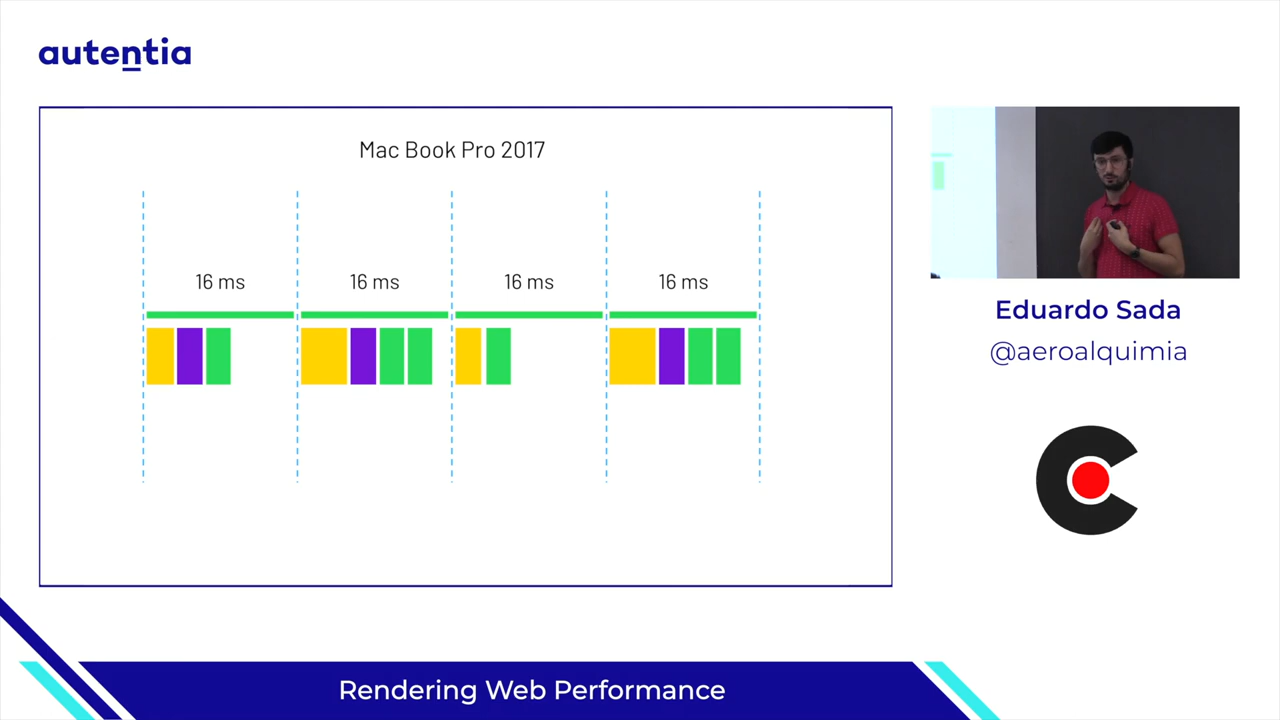 autentia
Mac Book Pro 2017
16 ms
16 ms
16 ms
16 ms
Eduardo Sada
@aeroalquimia
Rendering Web Performance